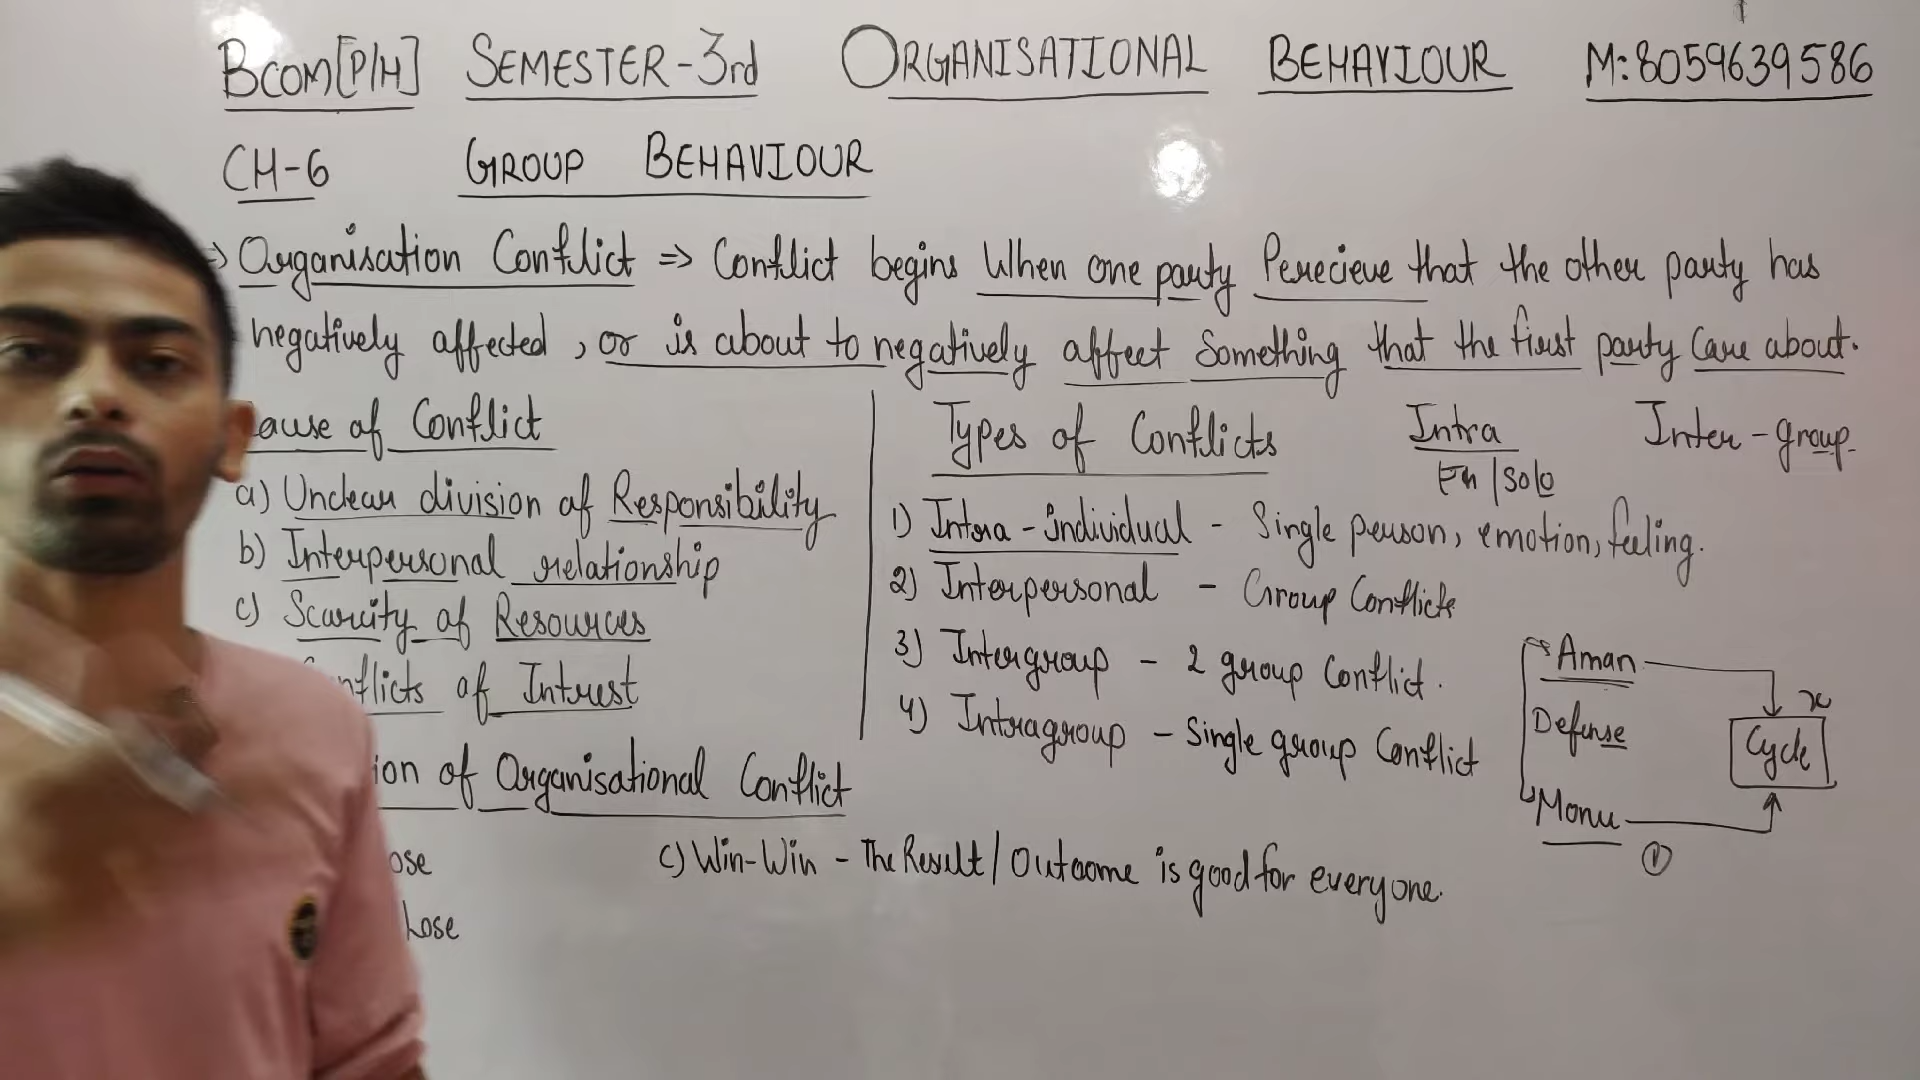 BCOM[P/H] SEMESTER-3rd ORGANISATIONAL BEHAVIOUR M:8059639586
CH-6 GROUP BEHAVIOUR
⇒ Organisation Conflict ⇒ Conflict begins When one party Perecieve that the other party has
negatively affected, or is about to negatively affect Something that the first party Care about.
ause of Conflict
a) Unclear division of Responsibility
b) Interpersonal relationship
c) Scarcity of Resources
nflicts of Intrest
Types of Conflicts
Intra
/Solo
Inter-group
1) Intra-individual - Single person, emotion, feeling.
2) Interpersonal - Group Conflicts
3) Intergroup - 2 group Conflict.
4) Intragroup - Single group Conflict
Aman
Defense
Monu
x
Cycle
1
ion of Organisational Conflict
ose
Lose
c) Win-Win - The Result/Outcome is good for everyone.